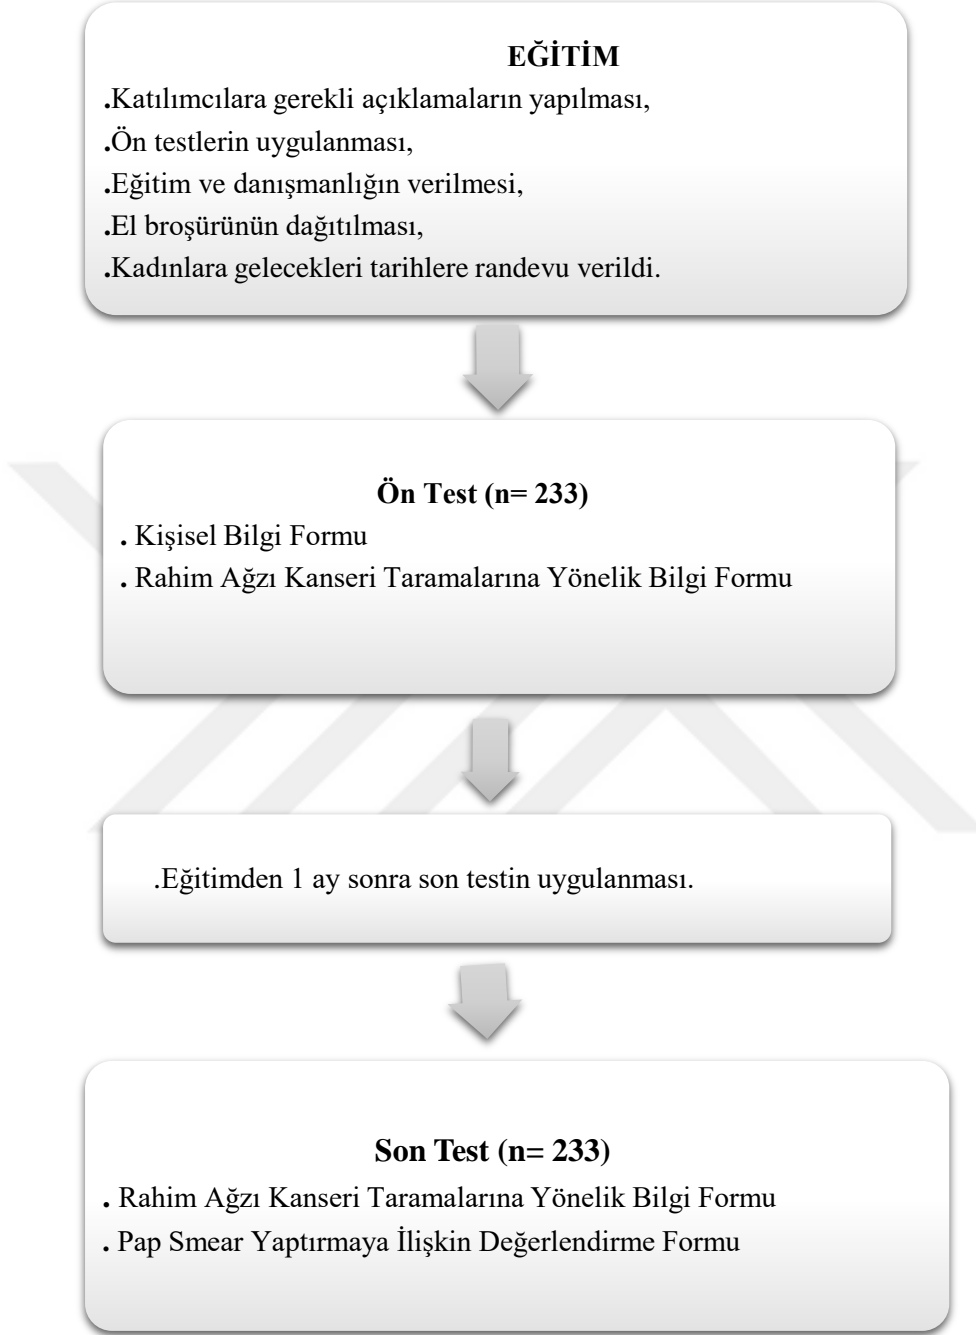 EĞİTİM
.Katılımcılara gerekli açıklamaların yapılması,
.Ön testlerin uygulanması,
.Eğitim ve danışmanlığın verilmesi,
.El broşürünün dağıtılması,
.Kadınlara gelecekleri tarihlere randevu verildi.
Ön Test (n= 233)
. Kişisel Bilgi Formu
. Rahim Ağzı Kanseri Taramalarına Yönelik Bilgi Formu
.Eğitimden 1 ay sonra son testin uygulanması.
Son Test (n= 233)
. Rahim Ağzı Kanseri Taramalarına Yönelik Bilgi Formu
. Pap Smear Yaptırmaya İlişkin Değerlendirme Formu